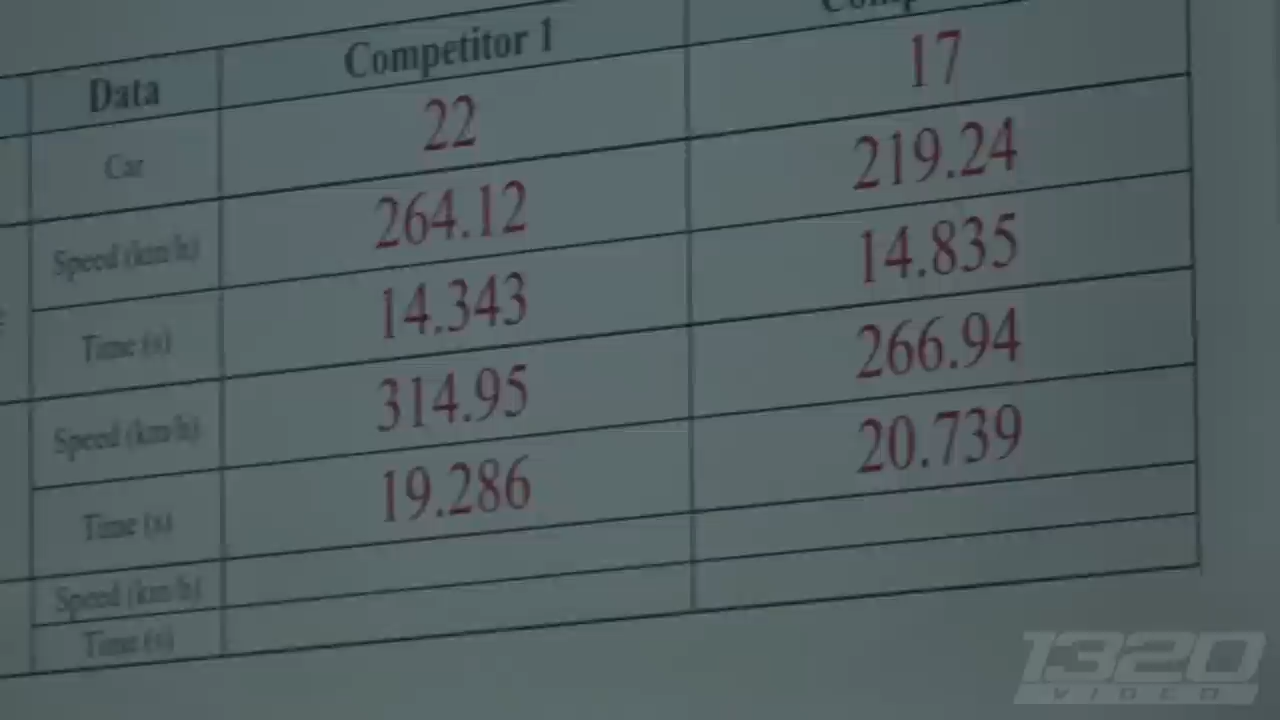 Data Competitor 1
Car 22 17
Speed (km/h) 264.12 219.24
Time (s) 14.343 14.835
Speed (km/h) 314.95 266.94
Time (s) 19.286 20.739
Speed (km/h)
Time (s)
1320
VIDEO